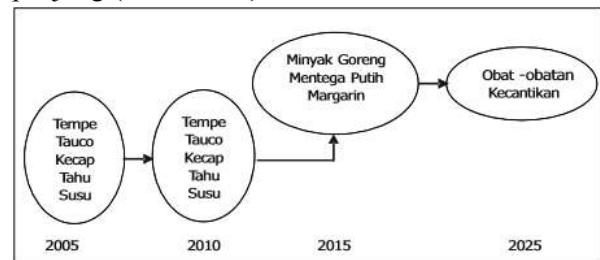 Tempe
Tauco
Kecap
Tahu
Susu
Tempe
Tauco
Kecap
Tahu
Susu
Minyak Goreng
Mentega Putih
Margarin
Obat -obatan
Kecantikan
2005
2010
2015
2025